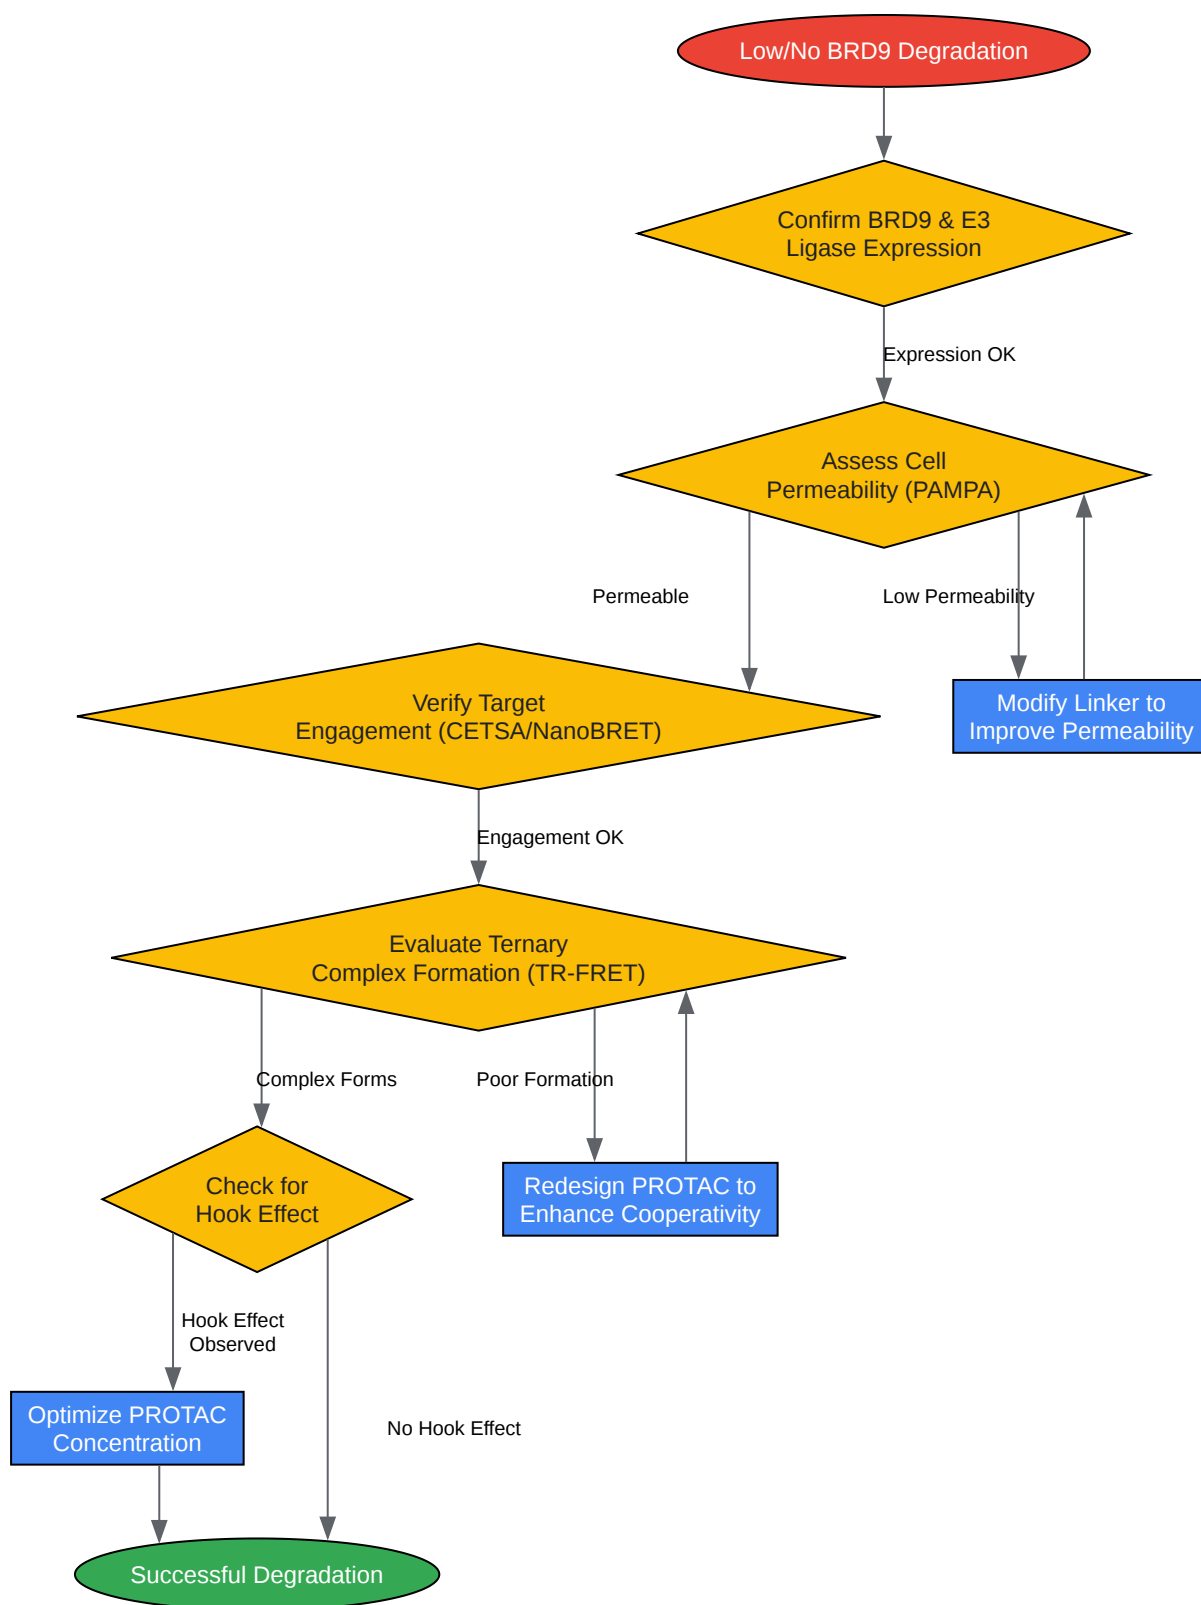 Low/No BRD9 Degradation
Confirm BRD9 & E3
Ligase Expression
Expression OK
Assess Cell
Permeability (PAMPA)
Permeable
Low Permeability
Verify Target
Engagement (CETSA/NanoBRET)
Modify Linker to
Improve Permeability
Engagement OK
Evaluate Ternary
Complex Formation (TR-FRET)
Complex Forms
Poor Formation
Check for
Hook Effect
Redesign PROTAC to
Enhance Cooperativity
Hook Effect
Observed
Optimize PROTAC
Concentration
No Hook Effect
Successful Degradation